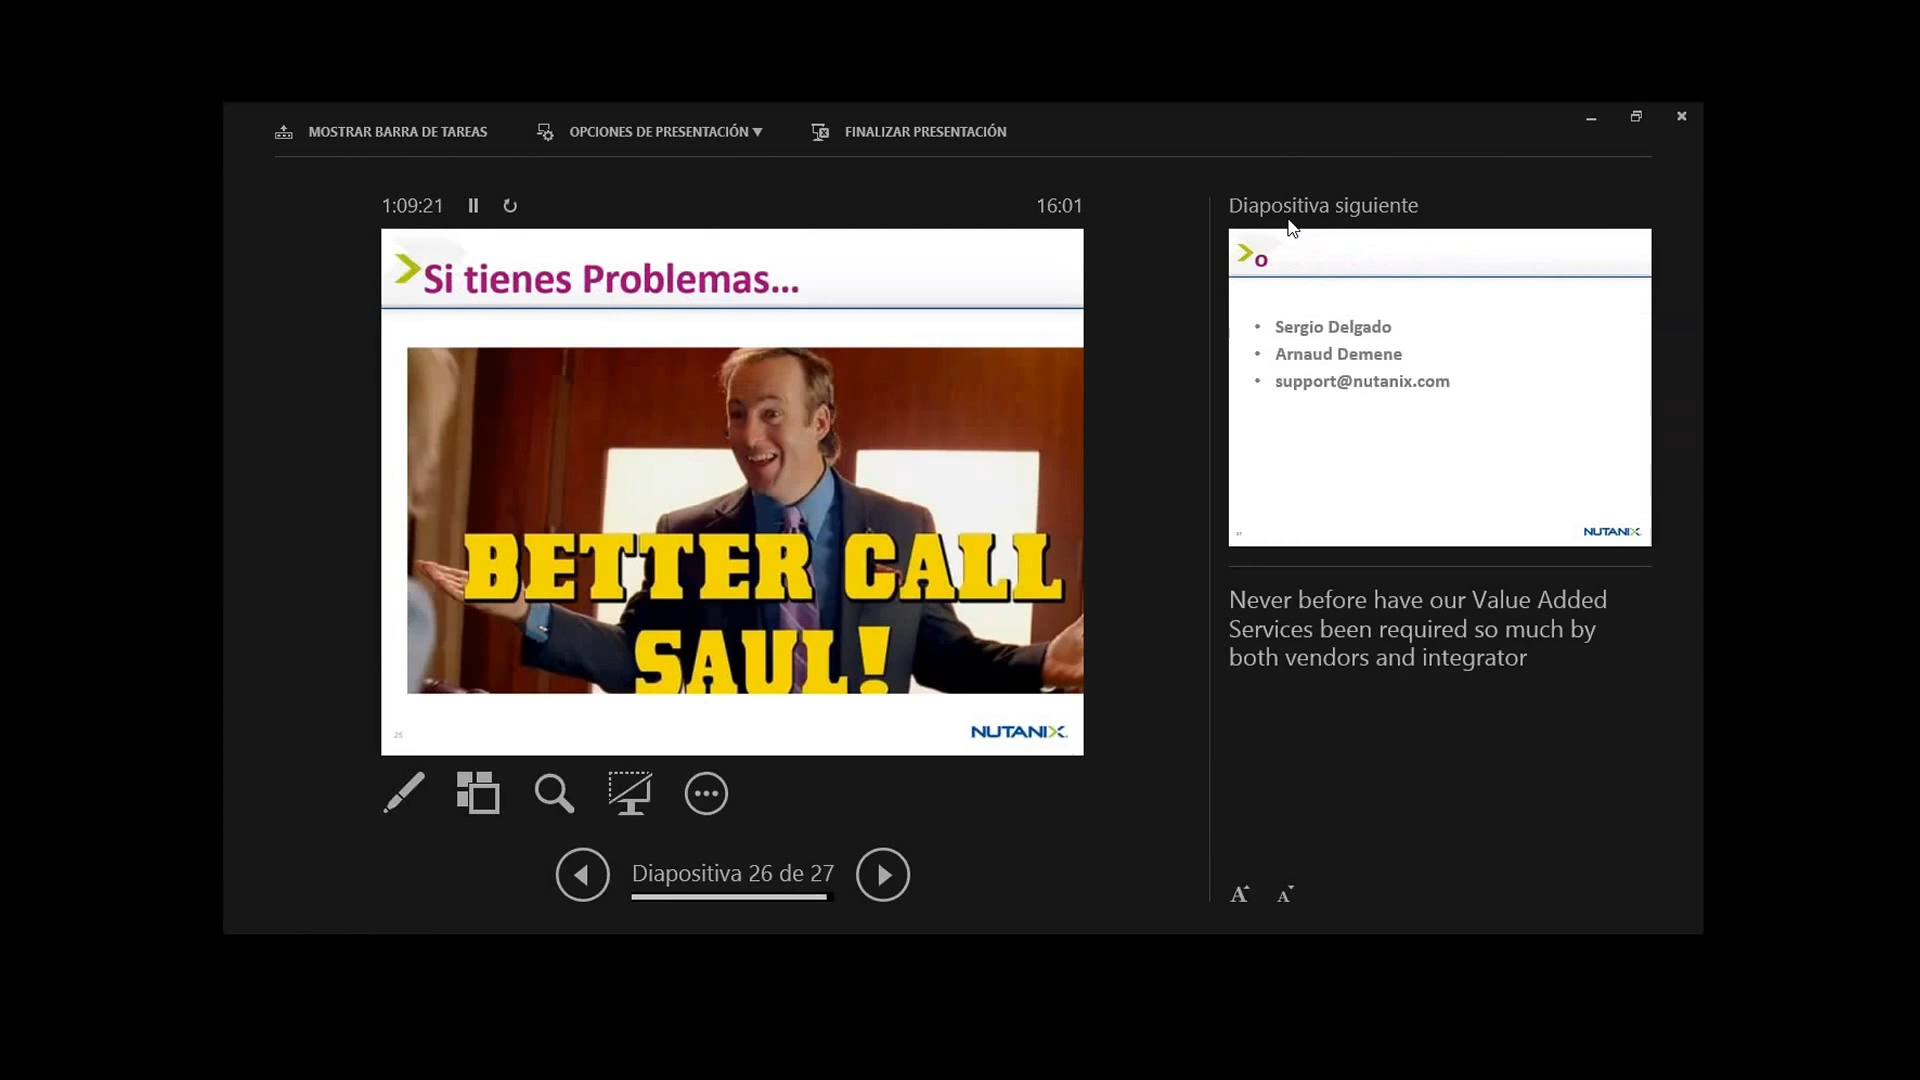 MOSTRAR BARRA DE TAREAS
OPCIONES DE PRESENTACIÓN
FINALIZAR PRESENTACIÓN
1:09:21
16:01
Si tienes Problemas...
BETTER CALL
SAUL!
NUTANIX
Diapositiva 26 de 27
Diapositiva siguiente
o
• Sergio Delgado
• Arnaud Demene
• support@nutanix.com
NUTANIX
Never before have our Value Added
Services been required so much by
both vendors and integrator
A A